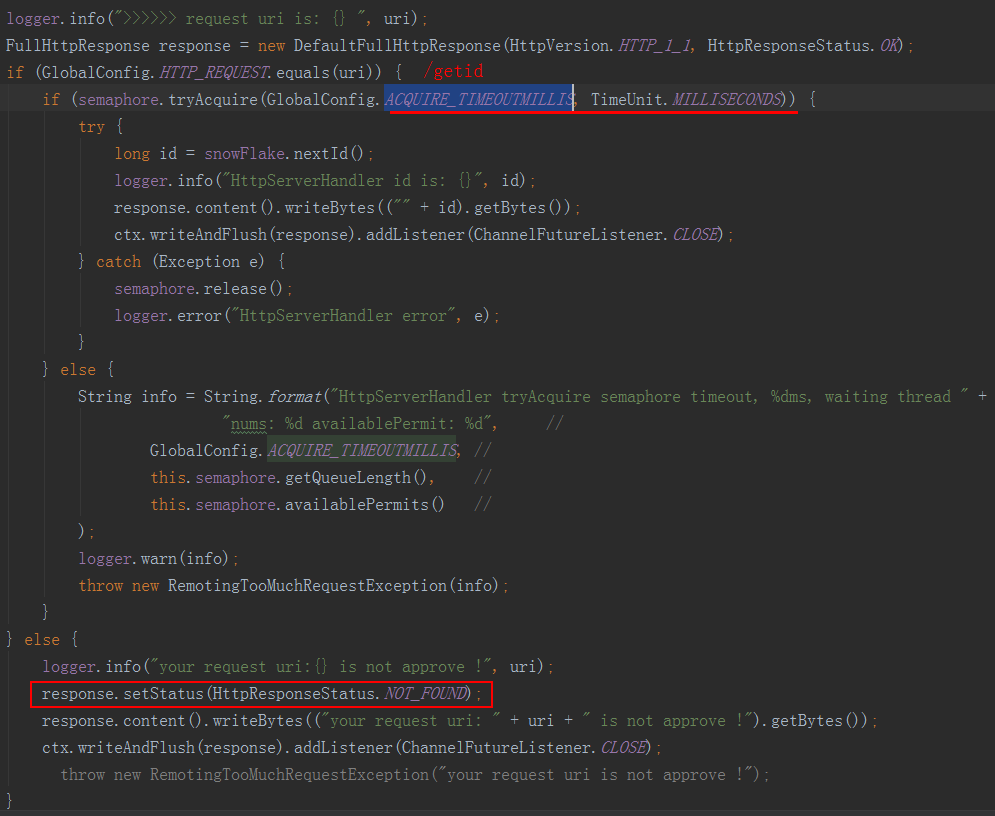 logger.info(">>>>>> request uri is: {} ", uri);
FullHttpResponse response = new DefaultFullHttpResponse(HttpVersion.HTTP_1_1, HttpResponseStatus.OK);
if (GlobalConfig.HTTP_REQUEST.equals(uri)) { /getid
if (semaphore.tryAcquire(GlobalConfig.ACQUIRE_TIMEOUTMILLIS, TimeUnit.MILLISECONDS)) {
try {
long id = snowFlake.nextId();
logger.info("HttpServerHandler id is: {}", id);
response.content().writeBytes(("" + id).getBytes());
ctx.writeAndFlush(response).addListener(ChannelFutureListener.CLOSE);
} catch (Exception e) {
semaphore.release();
logger.error("HttpServerHandler error", e);
}
} else {
String info = String.format("HttpServerHandler tryAcquire semaphore timeout, %dms, waiting thread " +
"nums: %d availablePermit: %d", //
GlobalConfig.ACQUIRE_TIMEOUTMILLIS, //
this.semaphore.getQueueLength(), //
this.semaphore.availablePermits() //
);
logger.warn(info);
throw new RemotingTooMuchRequestException(info);
}
} else {
logger.info("your request uri:{} is not approve !", uri);
response.setStatus(HttpResponseStatus.NOT_FOUND);
response.content().writeBytes(("your request uri: " + uri + " is not approve !").getBytes());
ctx.writeAndFlush(response).addListener(ChannelFutureListener.CLOSE);
throw new RemotingTooMuchRequestException("your request uri is not approve !");
}